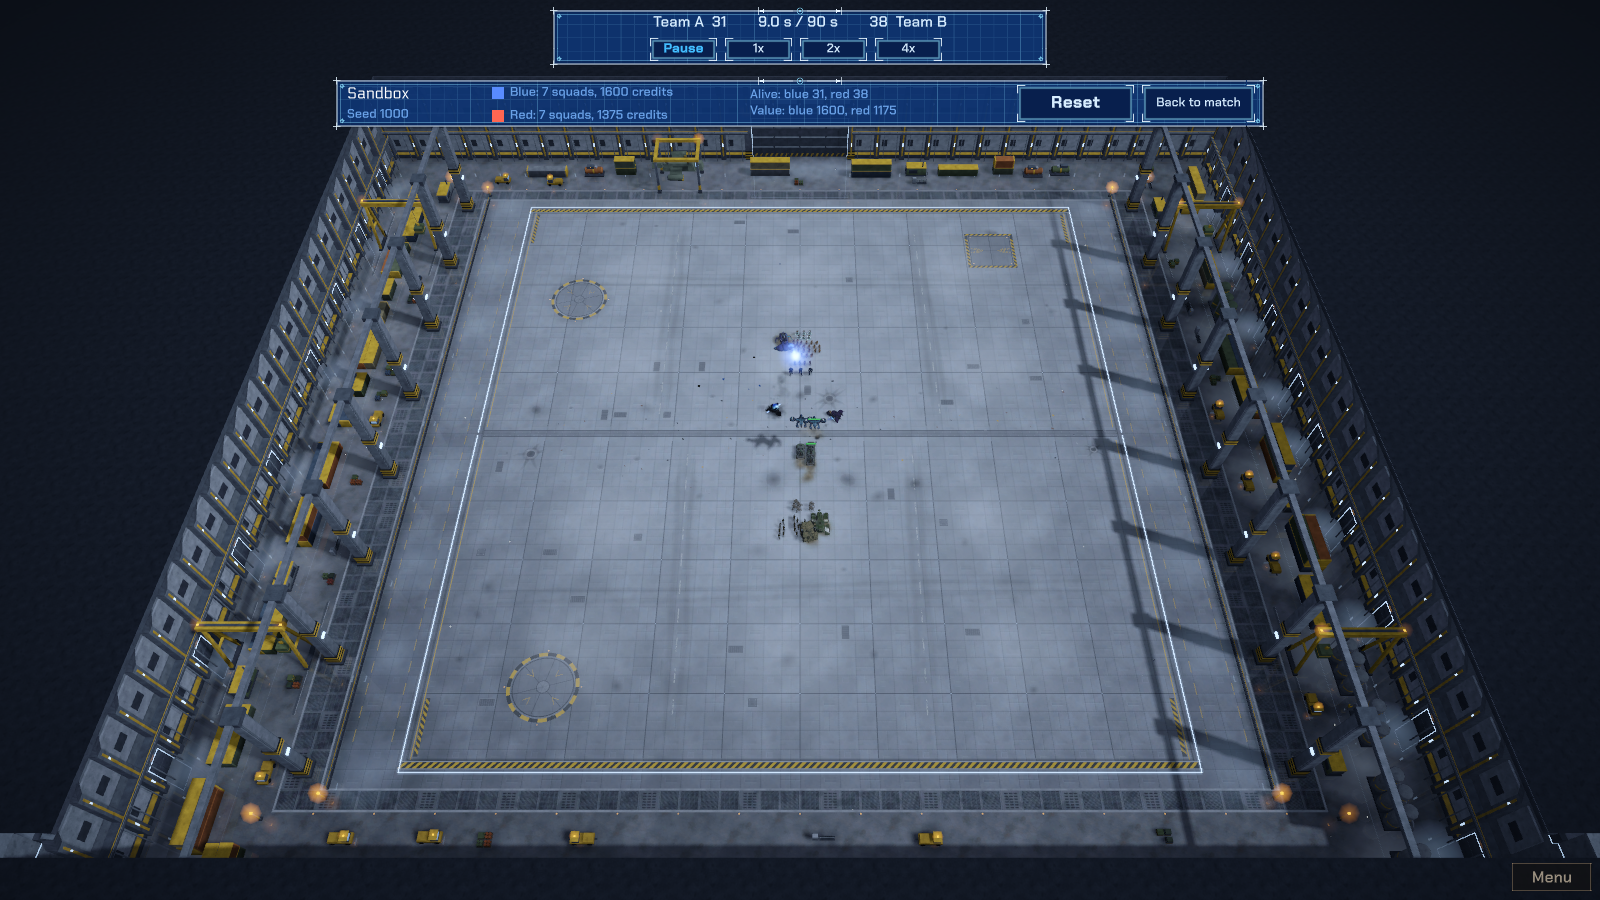 Team A 31 9.0 s / 90 s 38 Team B
Pause 1x 2x 4x
Sandbox
Seed 1000
Blue: 7 squads, 1600 credits
Red: 7 squads, 1375 credits
Alive: blue 31, red 38
Value: blue 1600, red 1175
Reset
Back to match
Menu